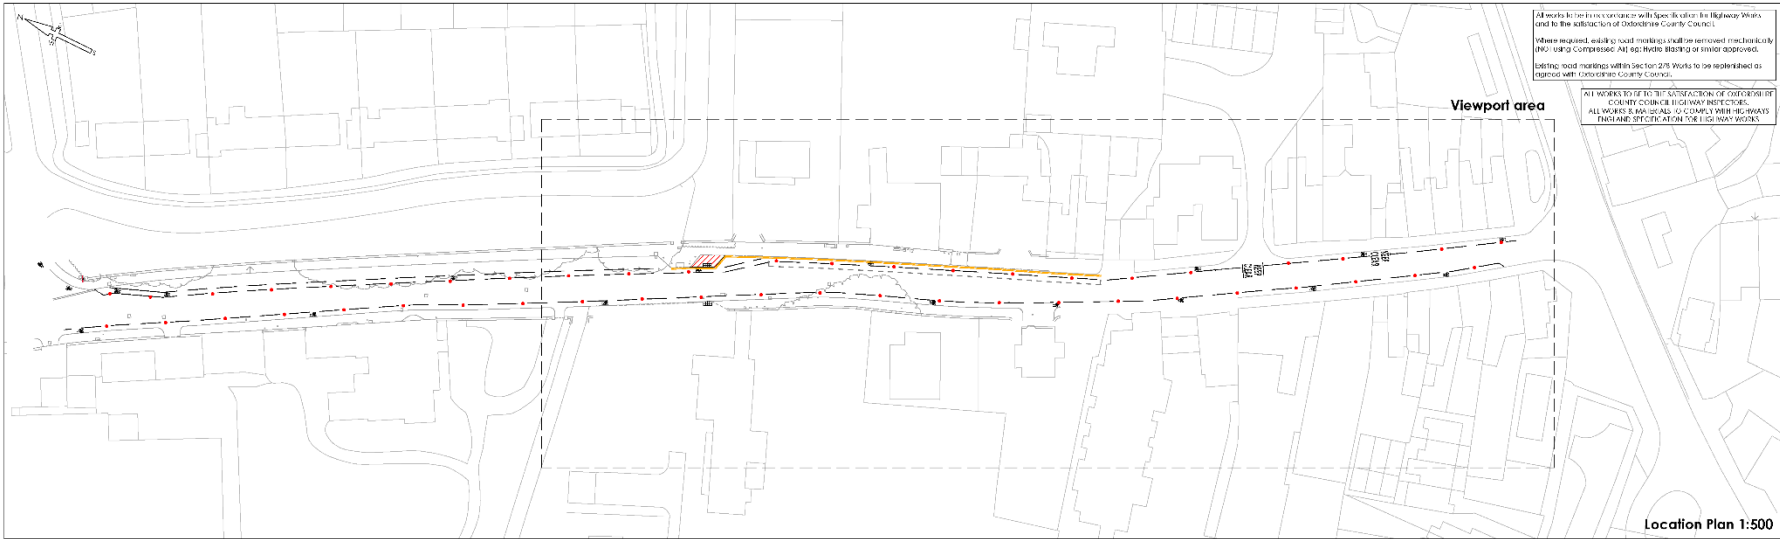 N
S
All works to be in accordance with Specification for Highway Works
and to the satisfaction of Oxfordshire County Council.
Where required, existing road markings shall be removed mechanically
(NOT using Compressed Air) eg: Hydro Blasting or similar approved.
Existing road markings within Section 278 Works to be replenished as
agreed with Oxfordshire County Council.
ALL WORKS TO BE TO THE SATISFACTION OF OXFORDSHIRE
COUNTY COUNCIL HIGHWAY INSPECTORS.
ALL WORKS & MATERIALS TO COMPLY WITH HIGHWAYS
ENGLAND SPECIFICATION FOR HIGHWAY WORKS
Viewport area
Location Plan 1:500